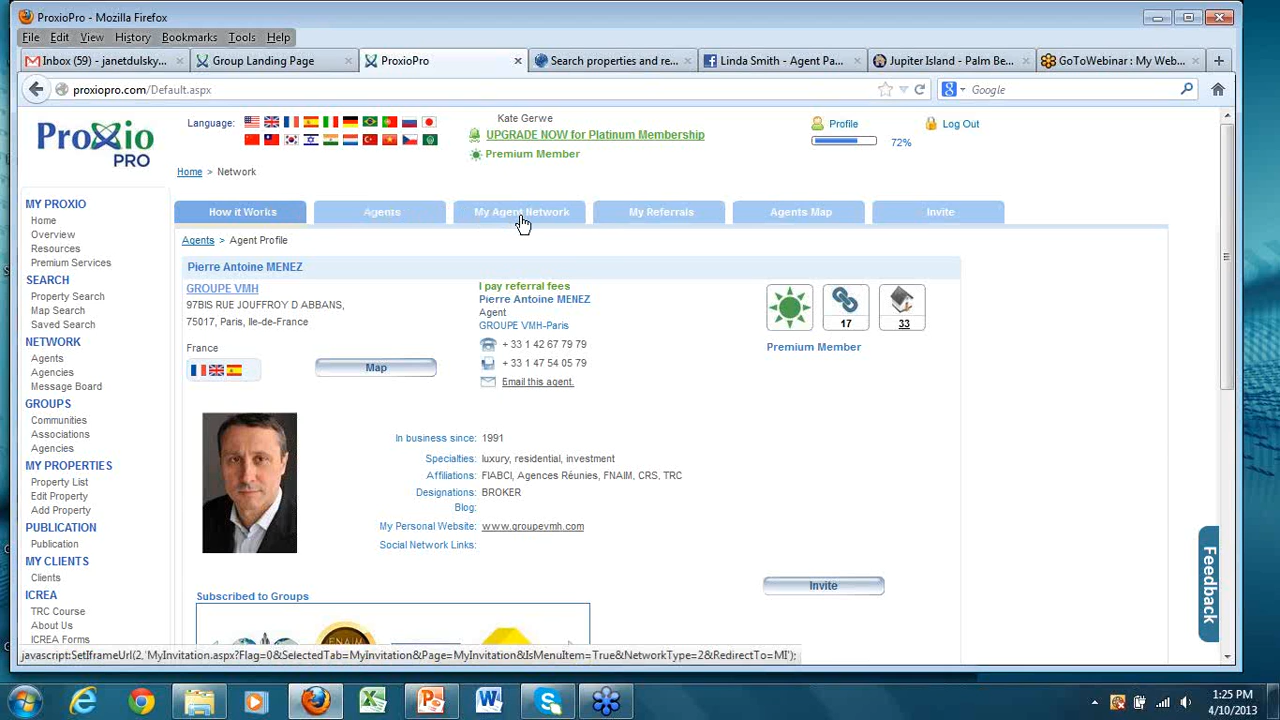 ProxioPro - Mozilla Firefox
File Edit View History Bookmarks Tools Help
Inbox (59) - janetdulsky... Group Landing Page ProxioPro Search properties and re... Linda Smith - Agent Pa... Jupiter Island - Palm Be... GoToWebinar : My Web...
proxiopro.com/Default.aspx Google
Proxio PRO
Language:
Kate Gerwe
UPGRADE NOW for Platinum Membership
Premium Member
Profile Log Out
72%
Home > Network
MY PROXIO
Home
Overview
Resources
Premium Services
SEARCH
Property Search
Map Search
Saved Search
NETWORK
Agents
Agencies
Message Board
GROUPS
Communities
Associations
Agencies
MY PROPERTIES
Property List
Edit Property
Add Property
PUBLICATION
Publication
MY CLIENTS
Clients
ICREA
TRC Course
About Us
ICREA Forms
How it Works Agents My Agent Network My Referrals Agents Map Invite
Agents > Agent Profile
Pierre Antoine MENEZ
GROUPE VMH
97BIS RUE JOUFFROY D ABBANS,
75017, Paris, Ile-de-France
France
Map
I pay referral fees
Pierre Antoine MENEZ
Agent
GROUPE VMH-Paris
+ 33 1 42 67 79 79
+ 33 1 47 54 05 79
Email this agent.
17 33
Premium Member
In business since: 1991
Specialties: luxury, residential, investment
Affiliations: FIABCI, Agences Réunies, FNAIM, CRS, TRC
Designations: BROKER
Blog:
My Personal Website: www.groupevmh.com
Social Network Links:
Invite
Subscribed to Groups
FNAIM
Feedback
javascript:SetIframeUrl(2,'MyInvitation.aspx?Flag=0&SelectedTab=MyInvitation&Page=MyInvitation&IsMenuItem=True&NetworkType=2&RedirectTo=MI');
1:25 PM
4/10/2013